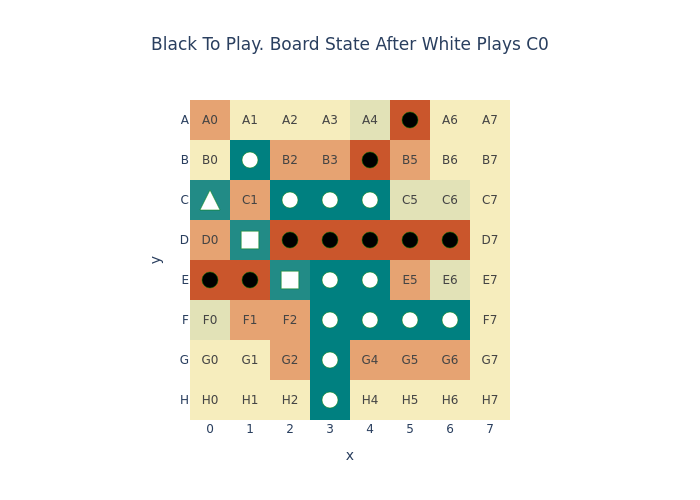 Black To Play. Board State After White Plays C0
A A0 A1 A2 A3 A4 A6 A7
B B0 B2 B3 B5 B6 B7
C C1 C5 C6 C7
y
D D0 D7
E E5 E6 E7
F F0 F1 F2 F7
G G0 G1 G2 G4 G5 G6 G7
H H0 H1 H2 H4 H5 H6 H7
0 1 2 3 4 5 6 7
x